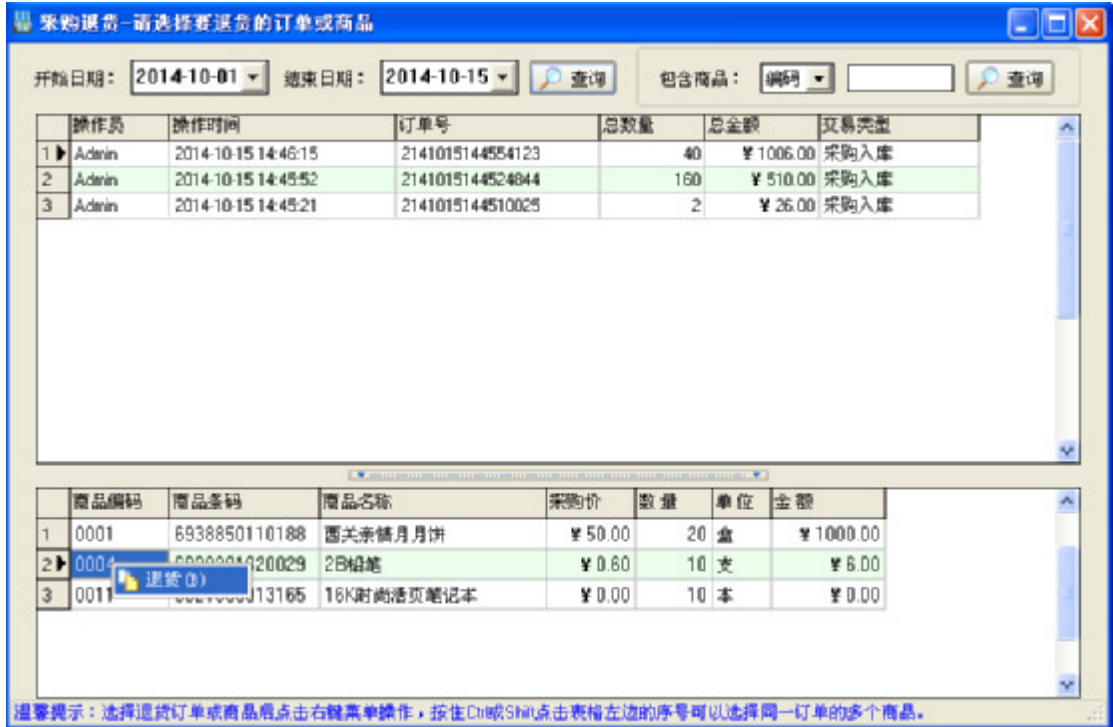 采购退货-请选择要退货的订单或商品
开始日期： 2014-10-01 结束日期： 2014-10-15 查询 包含商品： 编码 查询
操作员 操作时间 订单号 总数量 总金额 交易类型
1 Admin 2014-10-15 14:46:15 2141015144554123 40 ¥ 1006.00 采购入库
2 Admin 2014-10-15 14:45:52 2141015144524844 160 ¥ 510.00 采购入库
3 Admin 2014-10-15 14:45:21 2141015144510025 2 ¥ 26.00 采购入库
商品编码 商品条码 商品名称 采购价 数量 单位 金额
1 0001 6938850110188 西关亲情月月饼 ¥ 50.00 20 盒 ¥ 1000.00
2 0004 20029 2B铅笔 ¥ 0.60 10 支 ¥ 6.00
退货(B)
3 0011 13165 16K时尚活页笔记本 ¥ 0.00 10 本 ¥ 0.00
温馨提示：选择退货订单或商品后点击右键菜单操作，按住Ctrl或Shift点击表格左边的序号可以选择同一订单的多个商品。